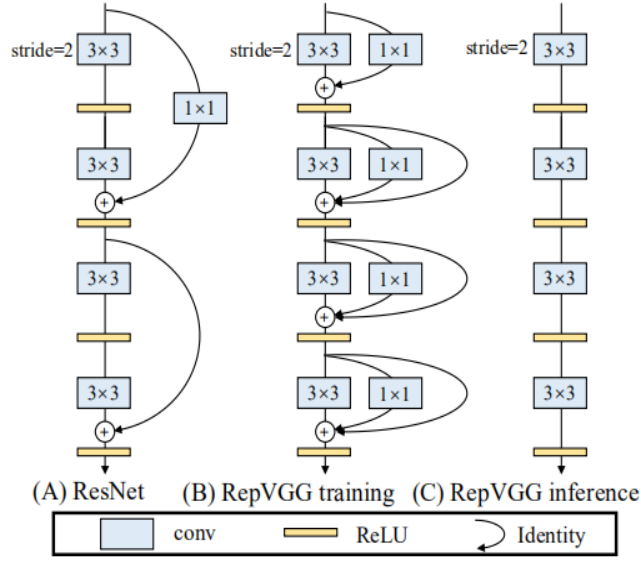 stride=2 3×3 stride=2 3×3 1×1 stride=2 3×3
1×1
3×3 3×3 1×1 3×3
+ +
3×3 3×3 1×1 3×3
+
3×3 3×3 1×1 3×3
+ +
(A) ResNet (B) RepVGG training (C) RepVGG inference
conv ReLU Identity